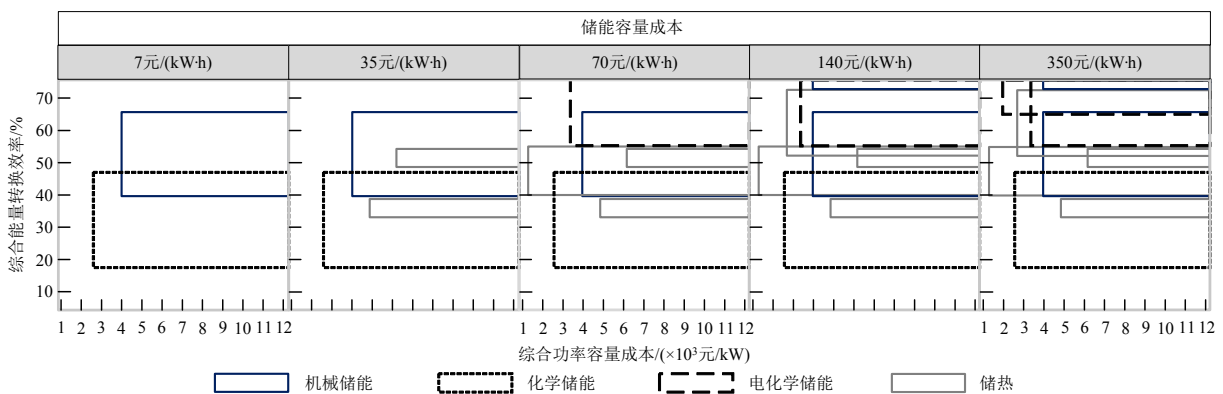 储能容量成本
7元/(kW·h) 35元/(kW·h) 70元/(kW·h) 140元/(kW·h) 350元/(kW·h)
综合能量转换效率/%
70
60
50
40
30
20
10
1 2 3 4 5 6 7 8 9 10 11 12 1 2 3 4 5 6 7 8 9 10 11 12 1 2 3 4 5 6 7 8 9 10 11 12
综合功率容量成本/(×10³元/kW)
机械储能 化学储能 电化学储能 储热